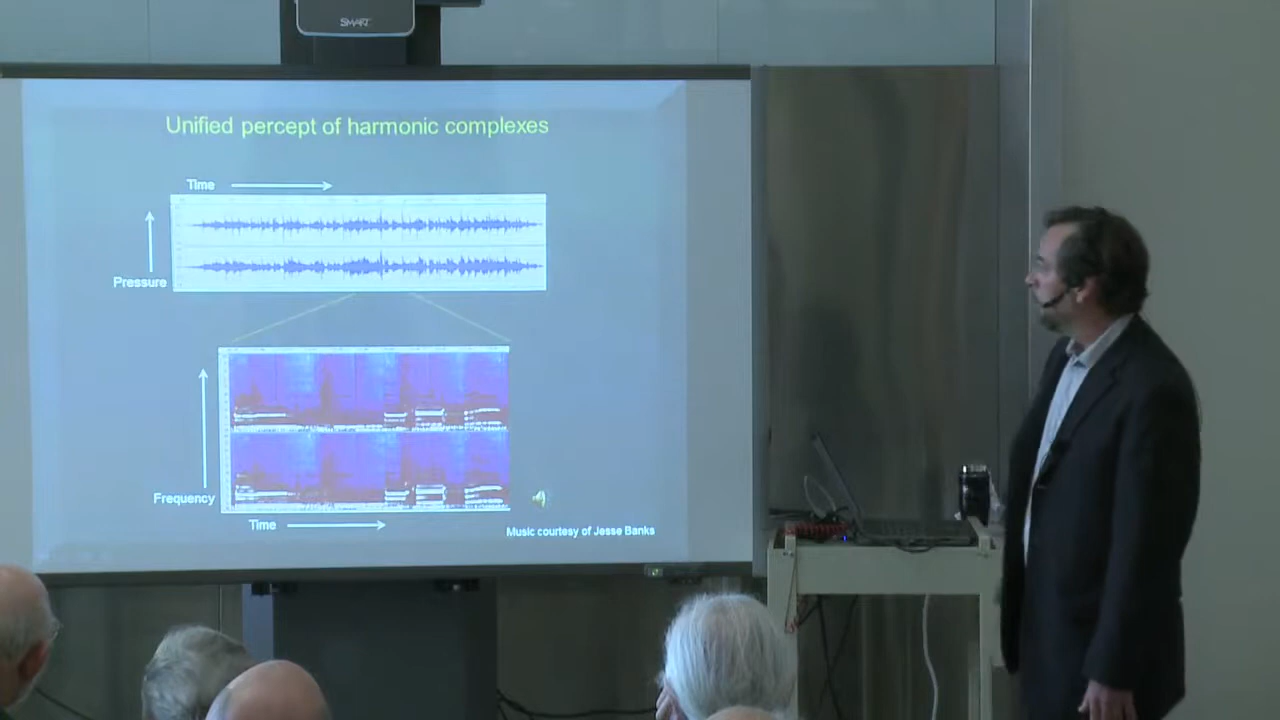 SMART
Unified percept of harmonic complexes
Time
Pressure
Frequency
Time
Music courtesy of Jesse Banks